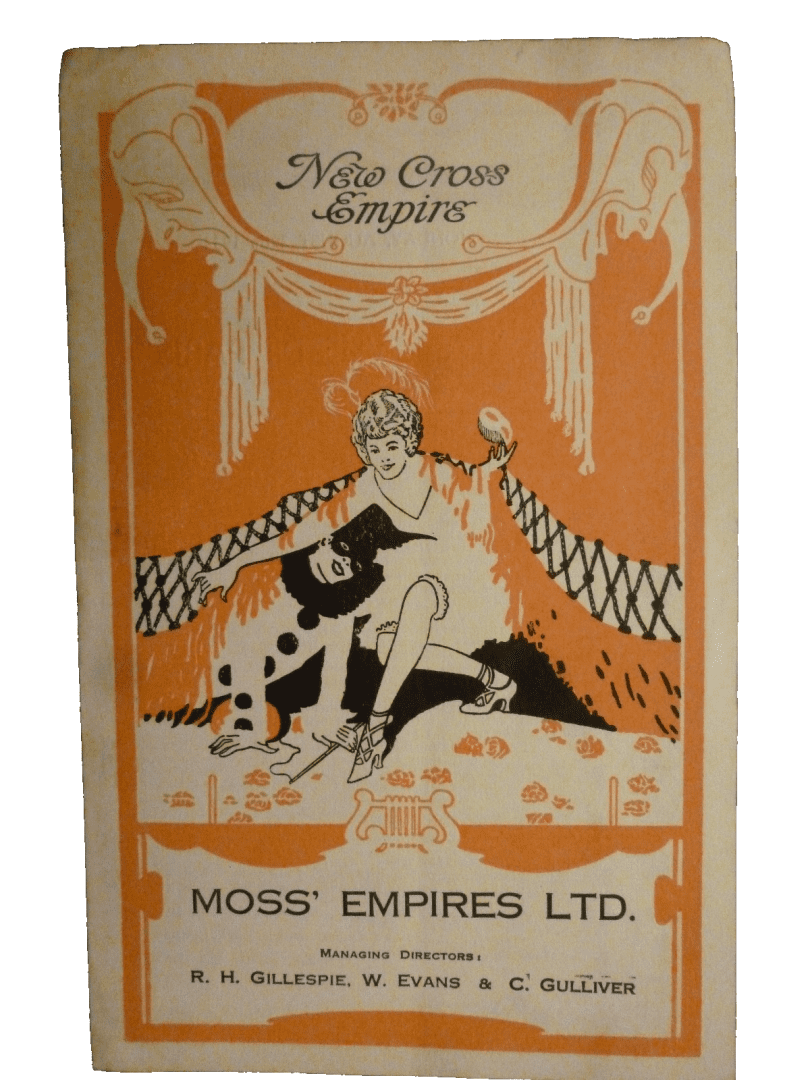 New Cross
Empire
MOSS' EMPIRES LTD.
MANAGING DIRECTORS:
R. H. GILLESPIE, W. EVANS & C. GULLIVER